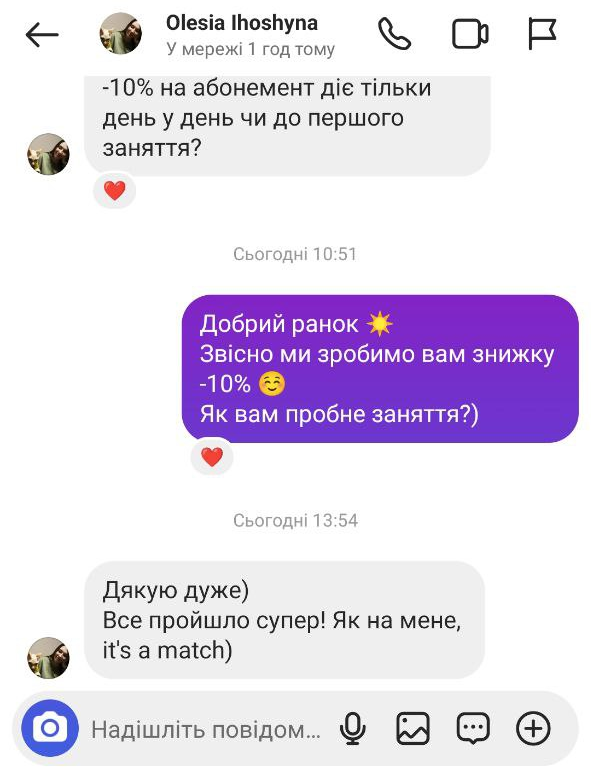 Olesia Ihoshyna
У мережі 1 год тому
-10% на абонемент діє тільки
день у день чи до першого
заняття?
❤️
Сьогодні 10:51
Добрий ранок ☀️
Звісно ми зробимо вам знижку
-10% ☺️
Як вам пробне заняття?)
❤️
Сьогодні 13:54
Дякую дуже)
Все пройшло супер! Як на мене,
it's a match)
Надішліть повідом...